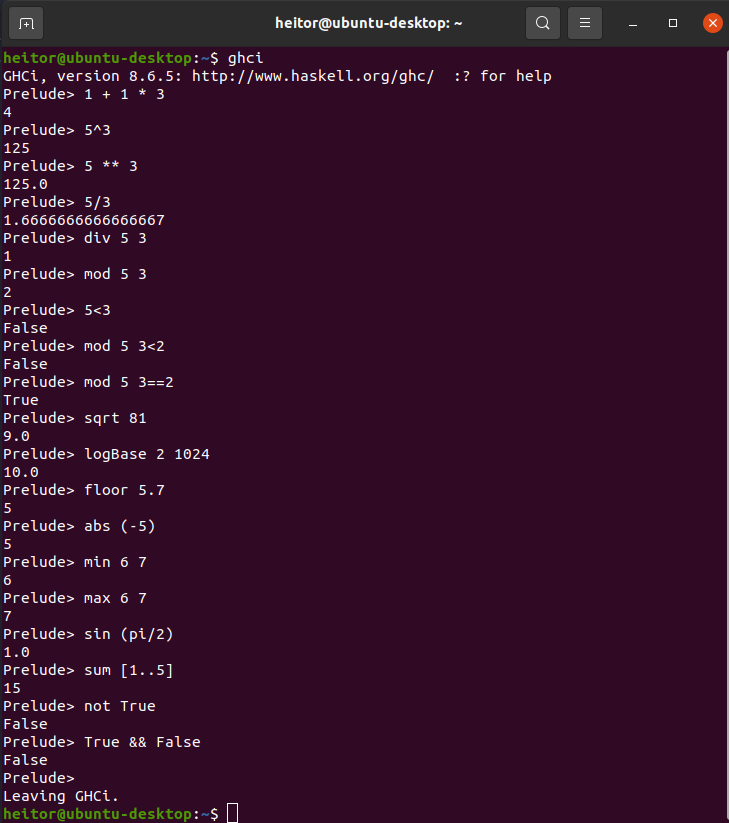 heitor@ubuntu-desktop: ~
heitor@ubuntu-desktop:~$ ghci
GHCi, version 8.6.5: http://www.haskell.org/ghc/  :? for help
Prelude> 1 + 1 * 3
4
Prelude> 5^3
125
Prelude> 5 ** 3
125.0
Prelude> 5/3
1.6666666666666667
Prelude> div 5 3
1
Prelude> mod 5 3
2
Prelude> 5<3
False
Prelude> mod 5 3<2
False
Prelude> mod 5 3==2
True
Prelude> sqrt 81
9.0
Prelude> logBase 2 1024
10.0
Prelude> floor 5.7
5
Prelude> abs (-5)
5
Prelude> min 6 7
6
Prelude> max 6 7
7
Prelude> sin (pi/2)
1.0
Prelude> sum [1..5]
15
Prelude> not True
False
Prelude> True && False
False
Prelude>
Leaving GHCi.
heitor@ubuntu-desktop:~$